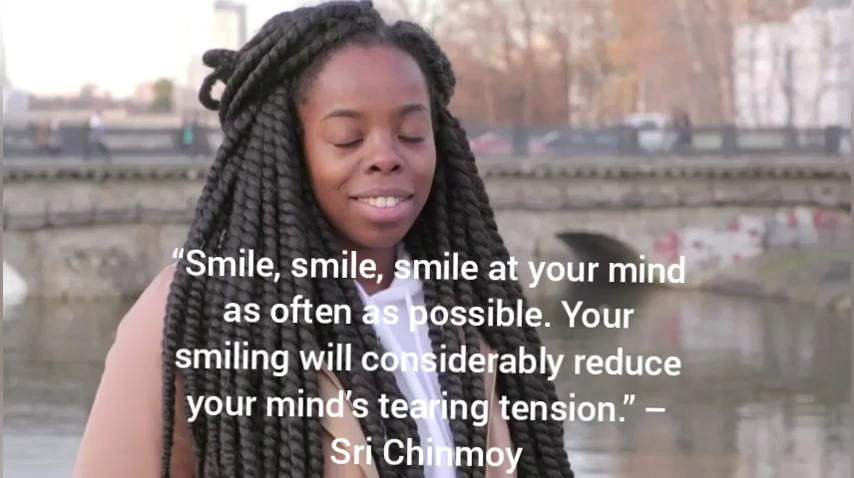 “Smile, smile, smile at your mind
as often as possible. Your
smiling will considerably reduce
your mind’s tearing tension.” –
Sri Chinmoy